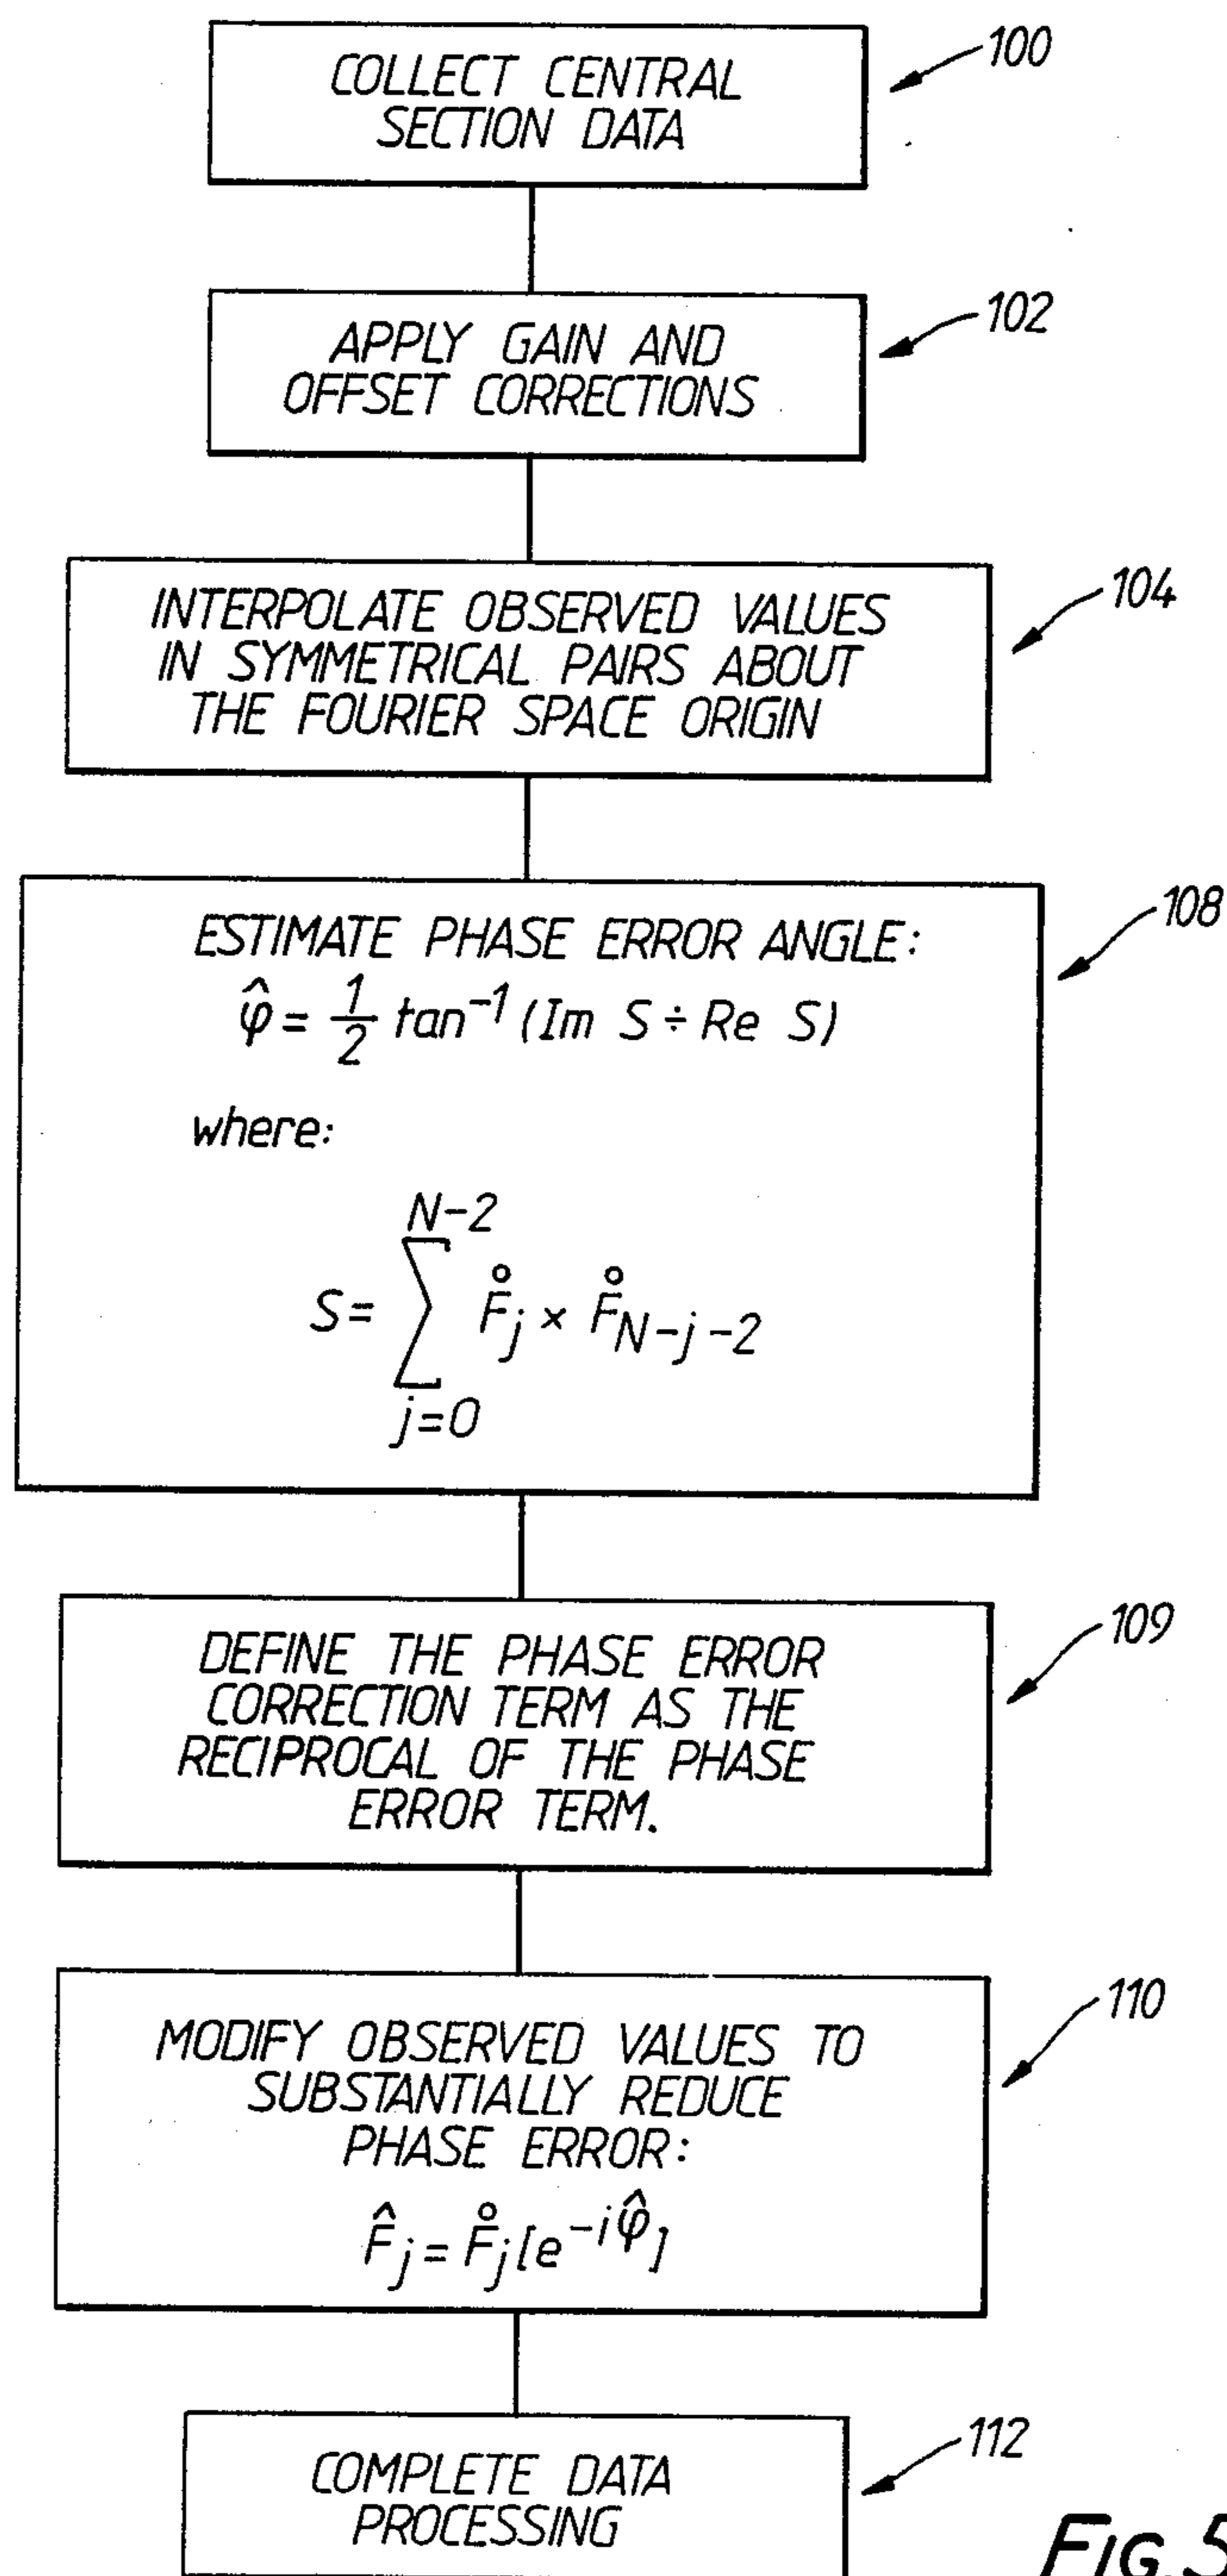 COLLECT CENTRAL
SECTION DATA
100
APPLY GAIN AND
OFFSET CORRECTIONS
102
INTERPOLATE OBSERVED VALUES
IN SYMMETRICAL PAIRS ABOUT
THE FOURIER SPACE ORIGIN
104
ESTIMATE PHASE ERROR ANGLE:
φ̂ = 1/2 tan⁻¹ (Im S ÷ Re S)
where:
S = ∑_{j=0}^{N-2} F̊_j × F̊_{N-j-2}
108
DEFINE THE PHASE ERROR
CORRECTION TERM AS THE
RECIPROCAL OF THE PHASE
ERROR TERM.
109
MODIFY OBSERVED VALUES TO
SUBSTANTIALLY REDUCE
PHASE ERROR:
F̂_j = F̊_j [e^{-iφ̂}]
110
COMPLETE DATA
PROCESSING
112
FIG. 5